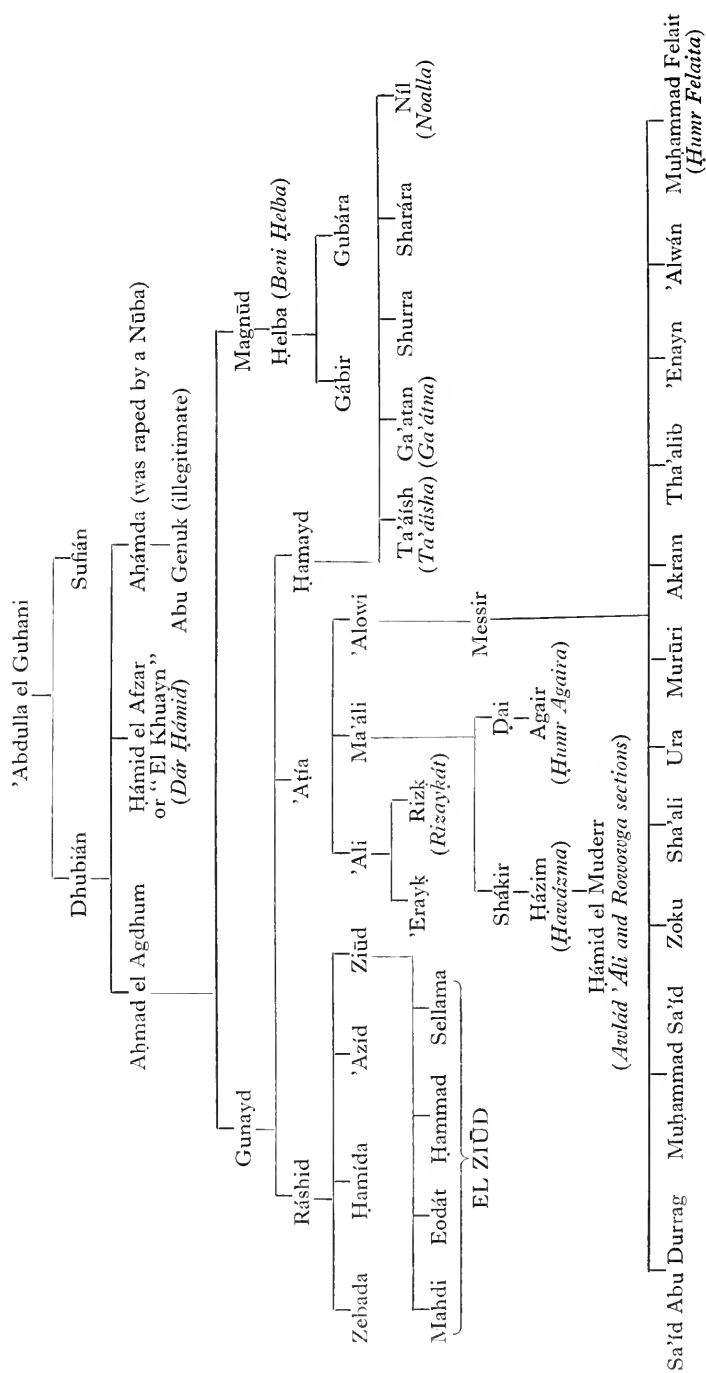 'Abdulla el Guhani
Dhubián
Sufián
Aḥmad el Agdhum
Ḥámid el Afzar
or "El Khuayn"
(Dár Ḥámid)
Aḥámda (was raped by a Nūba)
Abu Genuk (illegitimate)
Gunayd
Magnūd
Ḥelba (Beni Ḥelba)
Gábir
Gubára
Ráshid
'Aṭía
Ḥamayd
Zebada
Ḥamída
'Azíd
Ziūd
'Ali
Ma'áli
'Alowi
Ta'áísh
(Ta'áísha)
Ga'atan
(Ga'átna)
Shurra
Sharára
Níl
(Noalla)
Mahdi
Eodát
Ḥammad
Sellama
EL ZIŪD
'Erayḳ
Rizḳ
(Rizayḳát)
Shákir
Ḥázim
(Ḥawázma)
Ḥámid el Muderr
(Awlád 'Áli and Rowowga sections)
Ḍai
Agair
(Ḥumr Agaira)
Messir
Sa'íd Abu Durrag
Muḥammad Sa'íd
Zoku
Sha'ali
Ura
Murūri
Akram
Tha'alib
'Enayn
'Alwán
Muḥammad Felait
(Ḥumr Felaita)